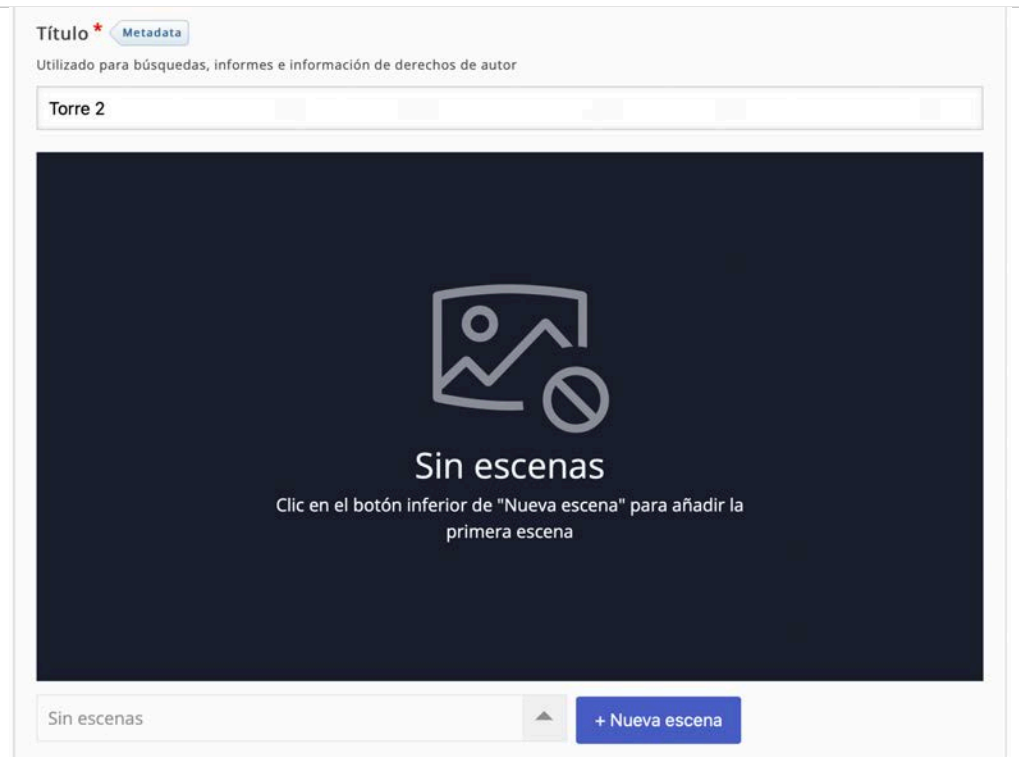 Título * Metadata
Utilizado para búsquedas, informes e información de derechos de autor
Torre 2
Sin escenas
Clic en el botón inferior de "Nueva escena" para añadir la
primera escena
Sin escenas
+ Nueva escena